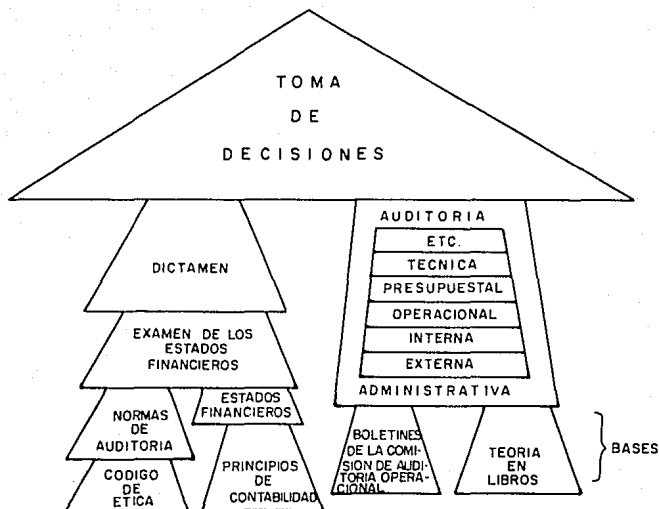 TOMA
DE
DECISIONES
DICTAMEN
EXAMEN DE LOS
ESTADOS
FINANCIEROS
NORMAS
DE
AUDITORIA
ESTADOS
FINANCIEROS
CODIGO
DE
ETICA
PRINCIPIOS
DE
CONTABILIDAD
AUDITORIA
ETC.
TECNICA
PRESUPUESTAL
OPERACIONAL
INTERNA
EXTERNA
ADMINISTRATIVA
BOLETINES
DE LA COMI-
SION DE AUDI-
TORIA OPERA-
CIONAL
TEORIA
EN
LIBROS
BASES